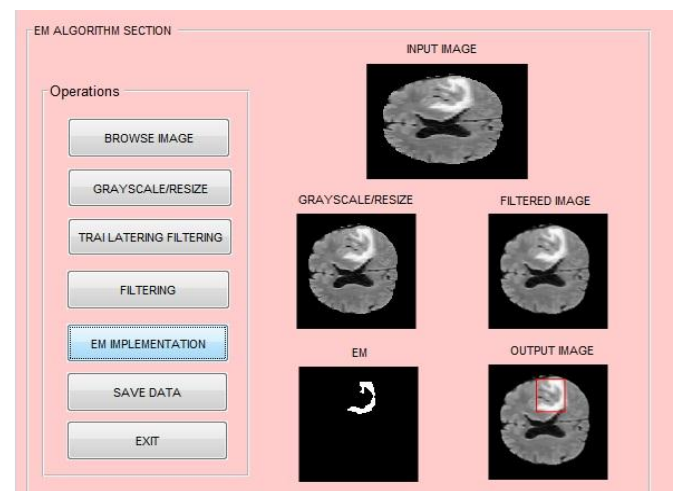 EM ALGORITHM SECTION
INPUT IMAGE
Operations
BROWSE IMAGE
GRAYSCALE/RESIZE
GRAYSCALE/RESIZE
FILTERED IMAGE
TRAI LATERING FILTERING
FILTERING
EM IMPLEMENTATION
EM
OUTPUT IMAGE
SAVE DATA
EXIT